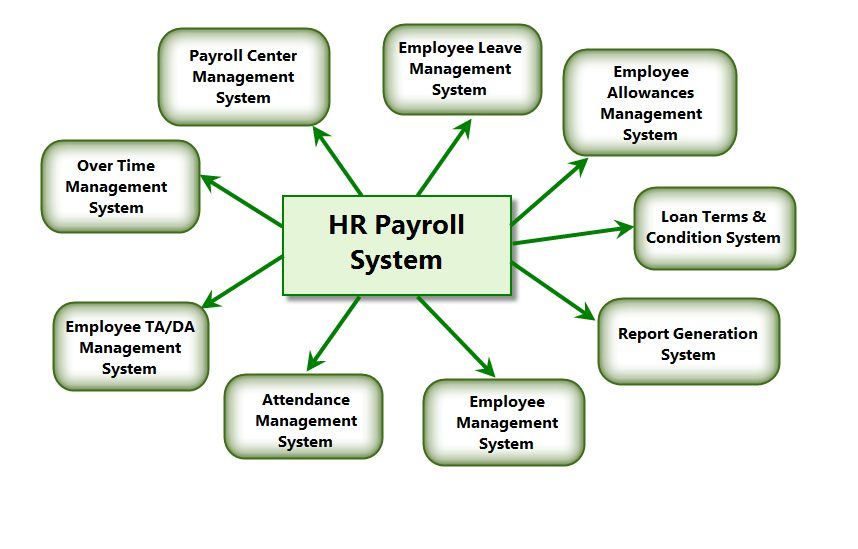 Payroll Center
Management
System
Employee Leave
Management
System
Employee
Allowances
Management
System
Over Time
Management
System
HR Payroll
System
Loan Terms &
Condition System
Employee TA/DA
Management
System
Report Generation
System
Attendance
Management
System
Employee
Management
System